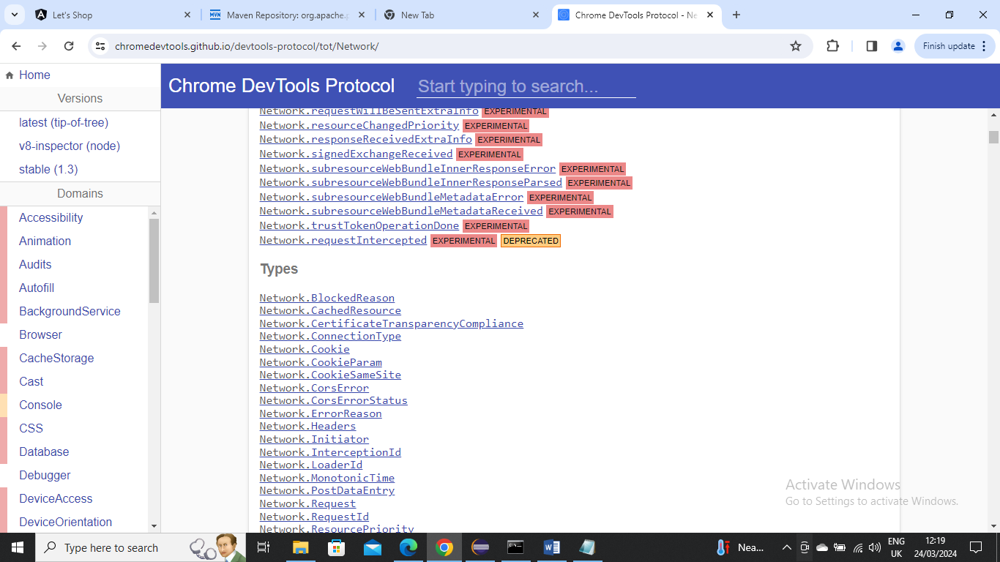 Let's Shop
Maven Repository: org.apache.p
New Tab
Chrome DevTools Protocol - Ne
chromedevtools.github.io/devtools-protocol/tot/Network/
Finish update
Home
Versions
latest (tip-of-tree)
v8-inspector (node)
stable (1.3)
Domains
Accessibility
Animation
Audits
Autofill
BackgroundService
Browser
CacheStorage
Cast
Console
CSS
Database
Debugger
DeviceAccess
DeviceOrientation
Chrome DevTools Protocol
Start typing to search...
Network.requestWillBeSentExtraInfo EXPERIMENTAL
Network.resourceChangedPriority EXPERIMENTAL
Network.responseReceivedExtraInfo EXPERIMENTAL
Network.signedExchangeReceived EXPERIMENTAL
Network.subresourceWebBundleInnerResponseError EXPERIMENTAL
Network.subresourceWebBundleInnerResponseParsed EXPERIMENTAL
Network.subresourceWebBundleMetadataError EXPERIMENTAL
Network.subresourceWebBundleMetadataReceived EXPERIMENTAL
Network.trustTokenOperationDone EXPERIMENTAL
Network.requestIntercepted EXPERIMENTAL DEPRECATED
Types
Network.BlockedReason
Network.CachedResource
Network.CertificateTransparencyCompliance
Network.ConnectionType
Network.Cookie
Network.CookieParam
Network.CookieSameSite
Network.CorsError
Network.CorsErrorStatus
Network.ErrorReason
Network.Headers
Network.Initiator
Network.InterceptionId
Network.LoaderId
Network.MonotonicTime
Network.PostDataEntry
Network.Request
Network.RequestId
Network.ResourcePriority
Activate Windows
Go to Settings to activate Windows.
Type here to search
Nea...
ENG
UK
12:19
24/03/2024